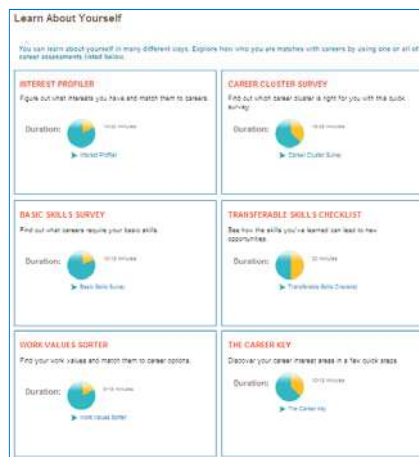 Learn About Yourself
You can learn about yourself in many different ways. Explore how who you are matches with careers by using one or all of
career assessments listed below.
INTEREST PROFILER
Figure out what interests you have and match them to careers.
Duration: minutes
Interest Profiler
CAREER CLUSTER SURVEY
Find out which career cluster is right for you with this quick
survey.
Duration: minutes
Career Cluster Survey
BASIC SKILLS SURVEY
Find out what careers require your basic skills.
Duration: minutes
Basic Skills Survey
TRANSFERABLE SKILLS CHECKLIST
See how the skills you've learned can lead to new
opportunities.
Duration: minutes
Transferable Skills Checklist
WORK VALUES SORTER
Find your work values and match them to career options.
Duration: minutes
Work Values Sorter
THE CAREER KEY
Discover your career interest areas in a few quick steps.
Duration: minutes
The Career Key